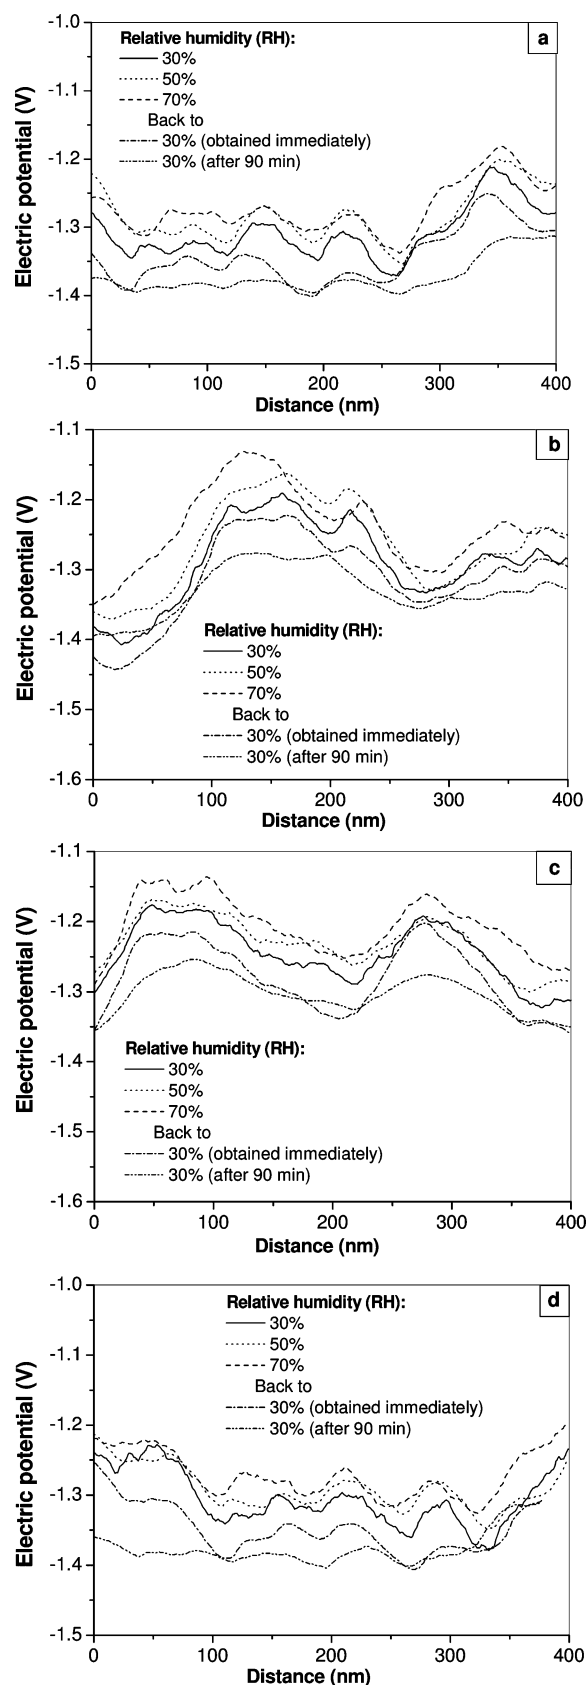 a
Relative humidity (RH):
30%
50%
70%
Back to
30% (obtained immediately)
30% (after 90 min)
Electric potential (V)
-1.0
-1.1
-1.2
-1.3
-1.4
-1.5
0 100 200 300 400
Distance (nm)
b
Electric potential (V)
-1.1
-1.2
-1.3
-1.4
-1.5
-1.6
Relative humidity (RH):
30%
50%
70%
Back to
30% (obtained immediately)
30% (after 90 min)
0 100 200 300 400
Distance (nm)
c
Electric potential (V)
-1.1
-1.2
-1.3
-1.4
-1.5
-1.6
Relative humidity (RH):
30%
50%
70%
Back to
30% (obtained immediately)
30% (after 90 min)
0 100 200 300 400
Distance (nm)
d
Relative humidity (RH):
30%
50%
70%
Back to
30% (obtained immediately)
30% (after 90 min)
Electric potential (V)
-1.0
-1.1
-1.2
-1.3
-1.4
-1.5
0 100 200 300 400
Distance (nm)